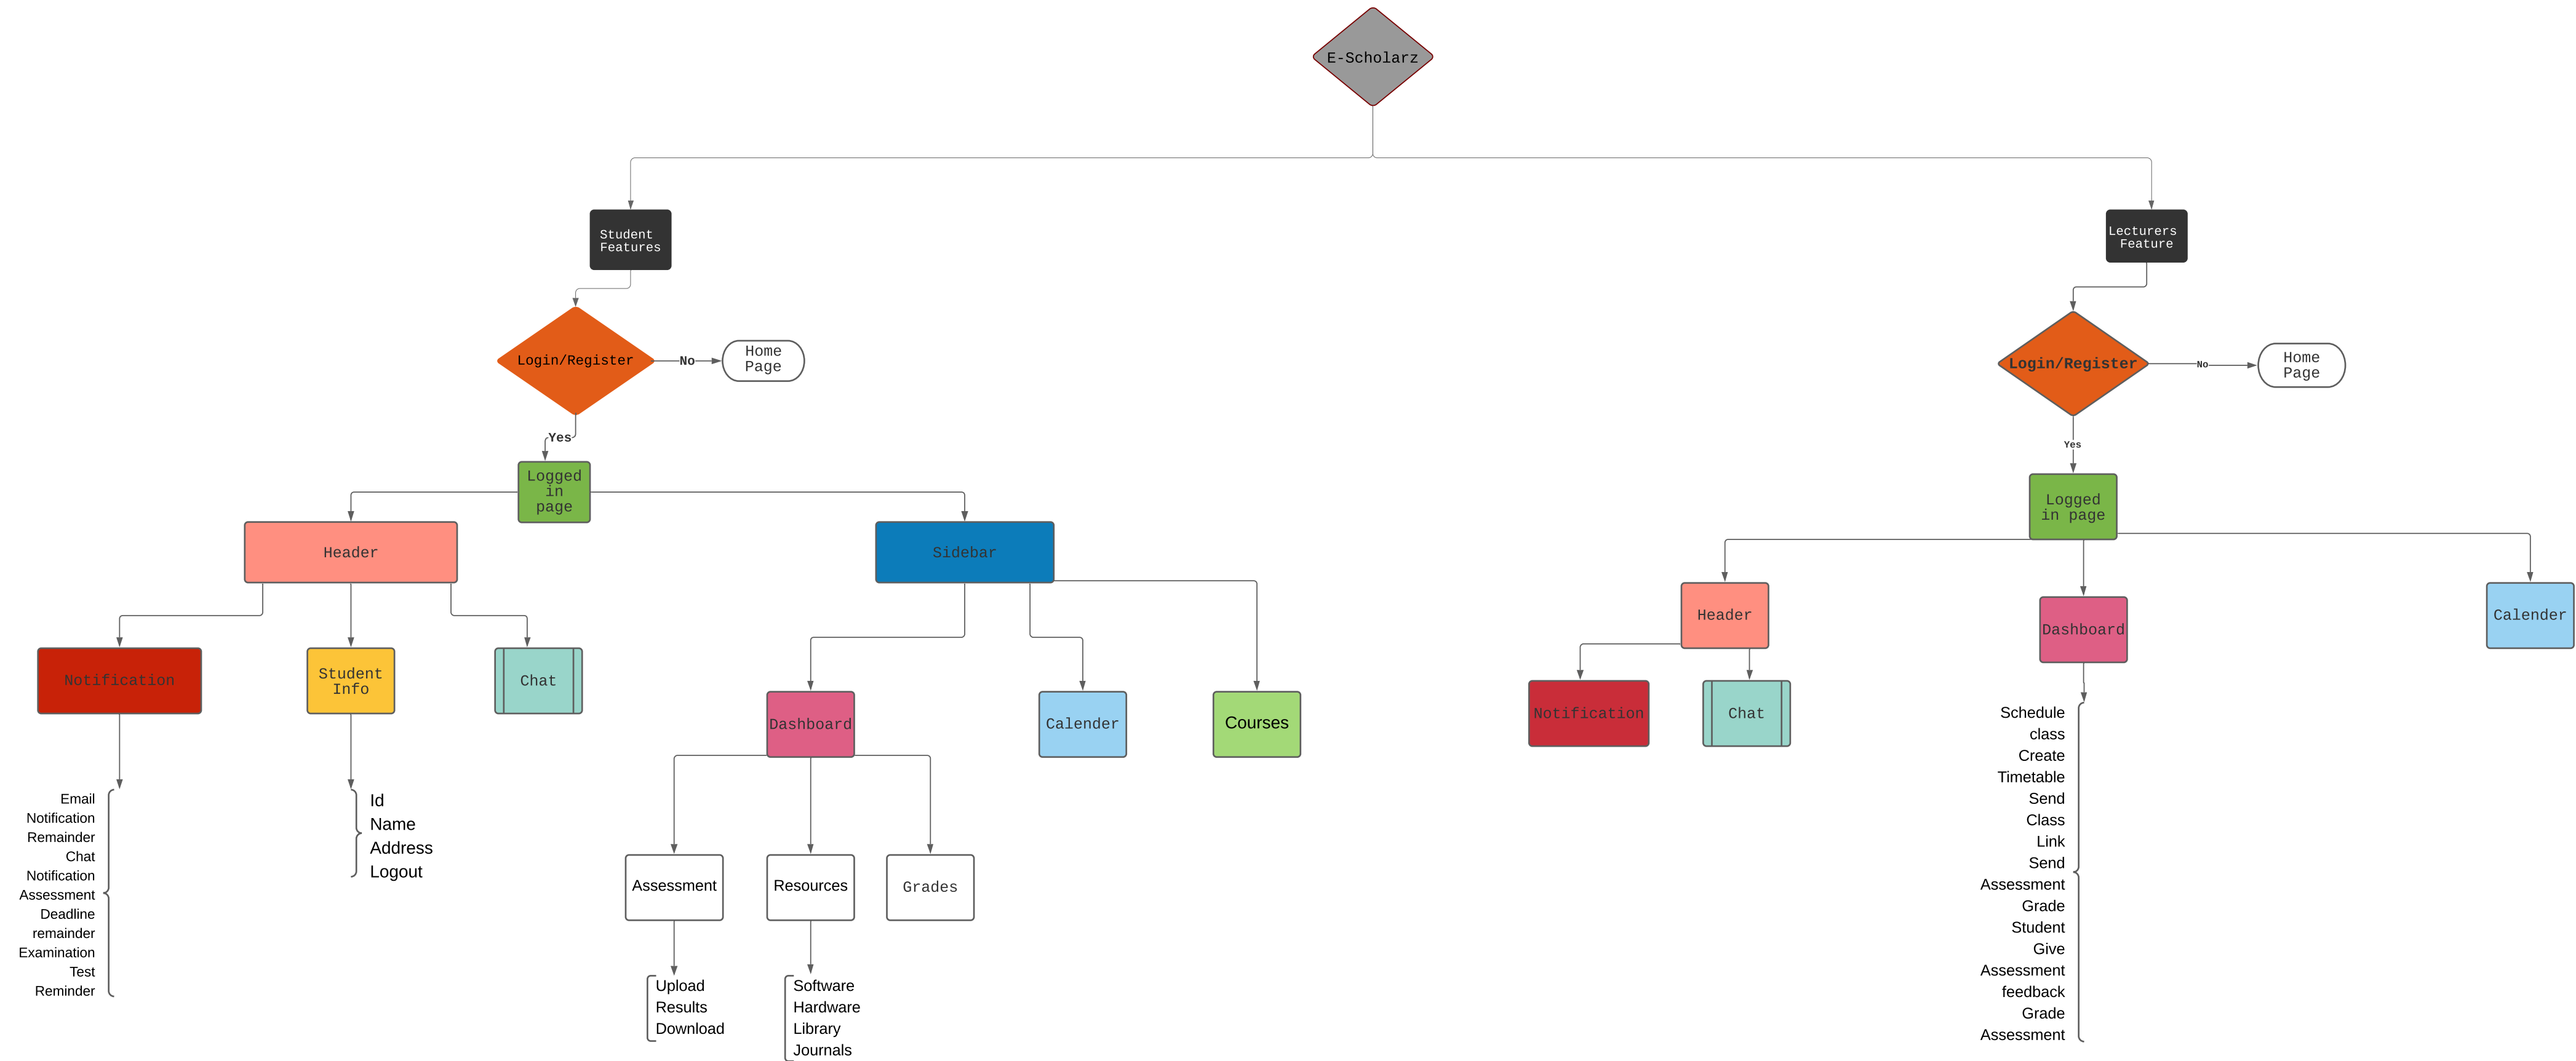 E-Scholarz
Student
Features
Lecturers
Feature
Login/Register
No
Home
Page
Yes
Login/Register
No
Home
Page
Yes
Logged
in
page
Logged
in page
Header
Sidebar
Header
Dashboard
Calender
Notification
Student
Info
Chat
Dashboard
Calender
Courses
Notification
Chat
Email
Notification
Remainder
Chat
Notification
Assessment
Deadline
remainder
Examination
Test
Reminder
Id
Name
Address
Logout
Assessment
Resources
Grades
Upload
Results
Download
Software
Hardware
Library
Journals
Schedule
class
Create
Timetable
Send
Class
Link
Send
Assessment
Grade
Student
Give
Assessment
feedback
Grade
Assessment